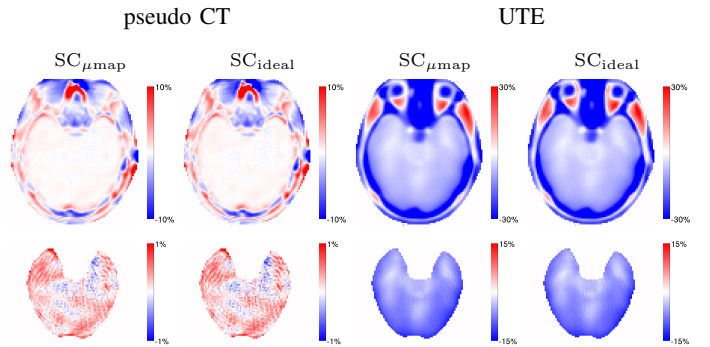 pseudo CT UTE
SCμmap SCideal SCμmap SCideal
10% 10% 30% 30%
-10% -10% -30% -30%
1% 1% 15% 15%
-1% -1% -15% -15%